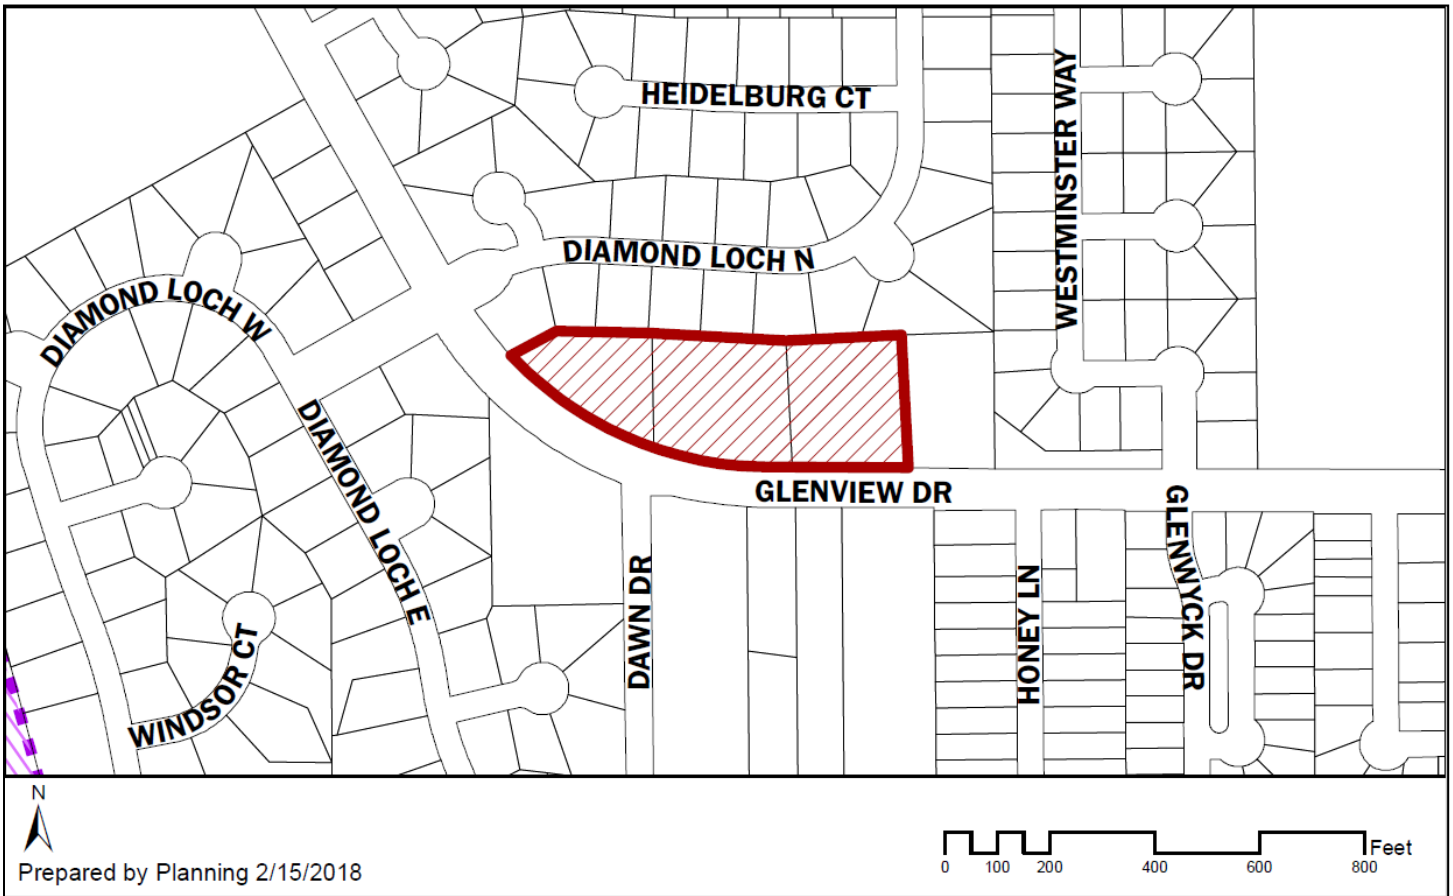 HEIDELBURG CT
WESTMINSTER WAY
DIAMOND LOCH N
DIAMOND LOCH W
DIAMOND LOCH E
GLENVIEW DR
GLENWYCK DR
DAWN DR
HONEY LN
WINDSOR CT
N
Prepared by Planning 2/15/2018
Feet
0 100 200 400 600 800